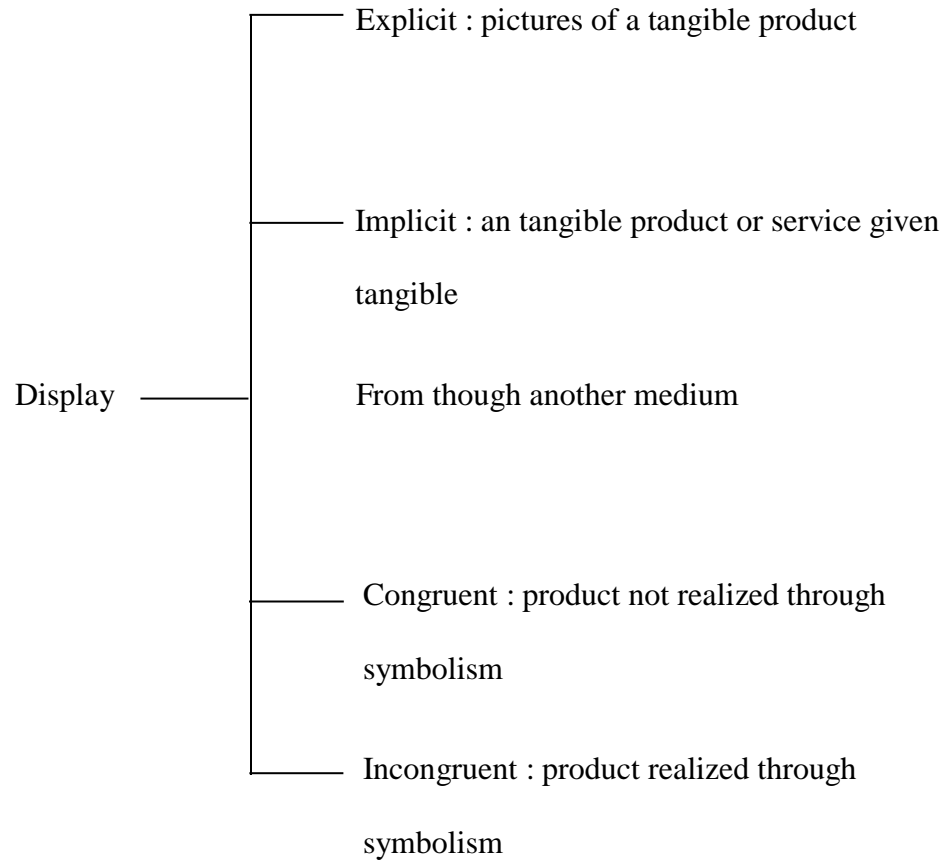 Explicit : pictures of a tangible product
Implicit : an tangible product or service given
tangible
Display
From though another medium
Congruent : product not realized through
symbolism
Incongruent : product realized through
symbolism